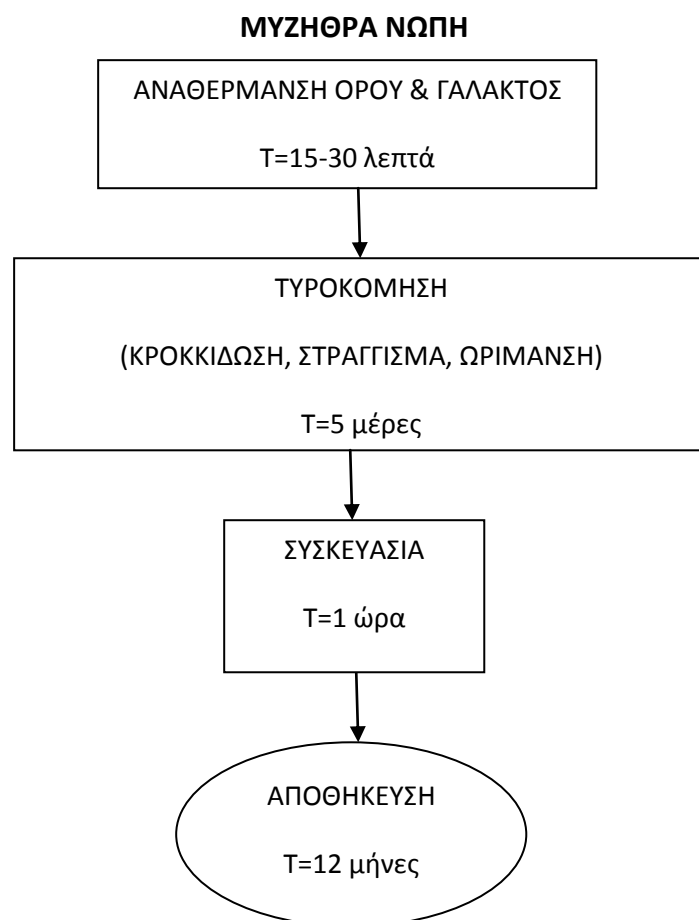 ΜΥΖΗΘΡΑ ΝΩΠΗ
ΑΝΑΘΕΡΜΑΝΣΗ ΟΡΟΥ & ΓΑΛΑΚΤΟΣ
Τ=15-30 λεπτά
ΤΥΡΟΚΟΜΗΣΗ
(ΚΡΟΚΚΙΔΩΣΗ, ΣΤΡΑΓΓΙΣΜΑ, ΩΡΙΜΑΝΣΗ)
Τ=5 μέρες
ΣΥΣΚΕΥΑΣΙΑ
Τ=1 ώρα
ΑΠΟΘΗΚΕΥΣΗ
Τ=12 μήνες